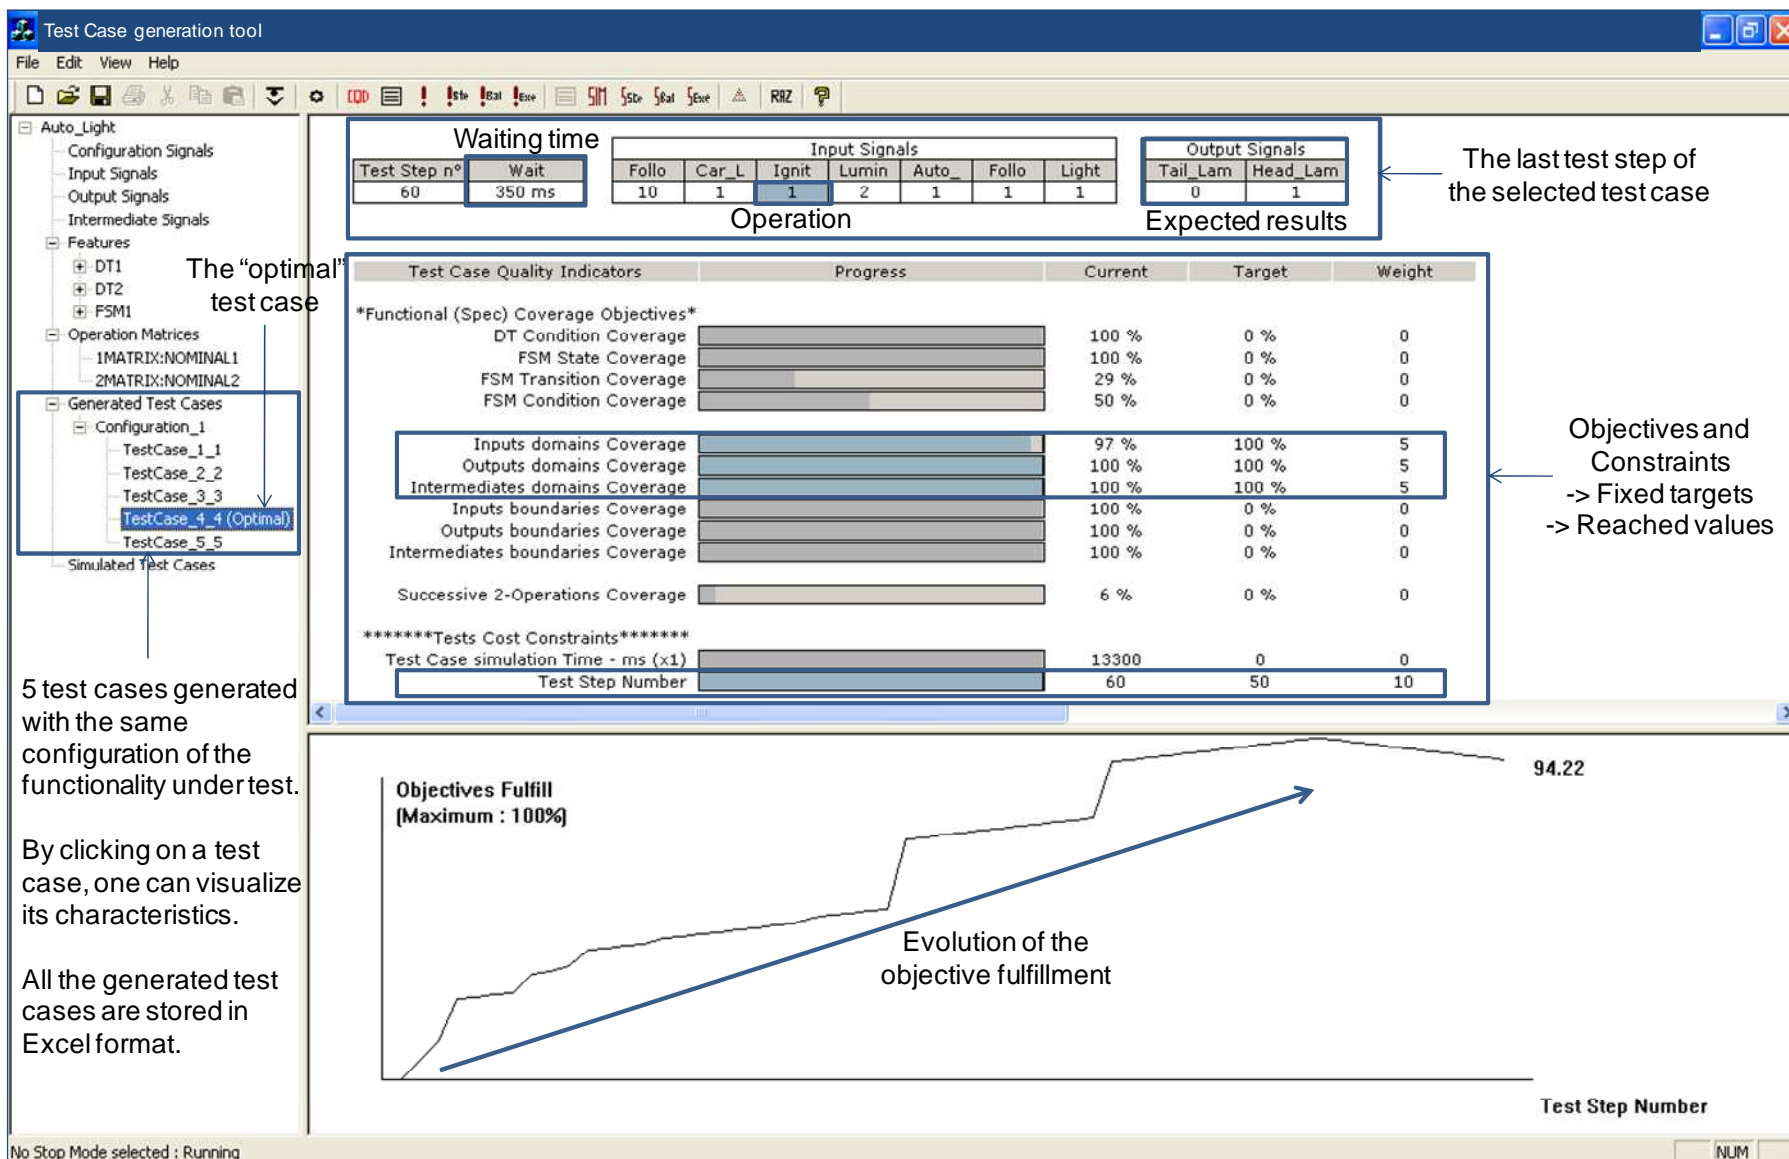 Test Case generation tool
File Edit View Help
CQD ! !Ste !Bal !Exe SIM SSte SBal SExe RAZ ?
Auto_Light
Configuration Signals
Input Signals
Output Signals
Intermediate Signals
Features
DT1
DT2
FSM1
Operation Matrices
1MATRIX:NOMINAL1
2MATRIX:NOMINAL2
Generated Test Cases
Configuration_1
TestCase_1_1
TestCase_2_2
TestCase_3_3
TestCase_4_4 (Optimal)
TestCase_5_5
Simulated Test Cases
The “optimal”
test case
5 test cases generated
with the same
configuration of the
functionality under test.
By clicking on a test
case, one can visualize
its characteristics.
All the generated test
cases are stored in
Excel format.
Waiting time
Input Signals
Output Signals
Test Step n° Wait Follo Car_L Ignit Lumin Auto_ Follo Light Tail_Lam Head_Lam
60 350 ms 10 1 1 2 1 1 1 0 1
Operation
Expected results
The last test step of
the selected test case
Test Case Quality Indicators Progress Current Target Weight
*Functional (Spec) Coverage Objectives*
DT Condition Coverage 100 % 0 % 0
FSM State Coverage 100 % 0 % 0
FSM Transition Coverage 29 % 0 % 0
FSM Condition Coverage 50 % 0 % 0
Inputs domains Coverage 97 % 100 % 5
Outputs domains Coverage 100 % 100 % 5
Intermediates domains Coverage 100 % 100 % 5
Inputs boundaries Coverage 100 % 0 % 0
Outputs boundaries Coverage 100 % 0 % 0
Intermediates boundaries Coverage 100 % 0 % 0
Successive 2-Operations Coverage 6 % 0 % 0
*******Tests Cost Constraints*******
Test Case simulation Time - ms (x1) 13300 0 0
Test Step Number 60 50 10
Objectives and
Constraints
-> Fixed targets
-> Reached values
Objectives Fulfill
(Maximum : 100%)
94.22
Evolution of the
objective fulfillment
Test Step Number
No Stop Mode selected : Running
NUM